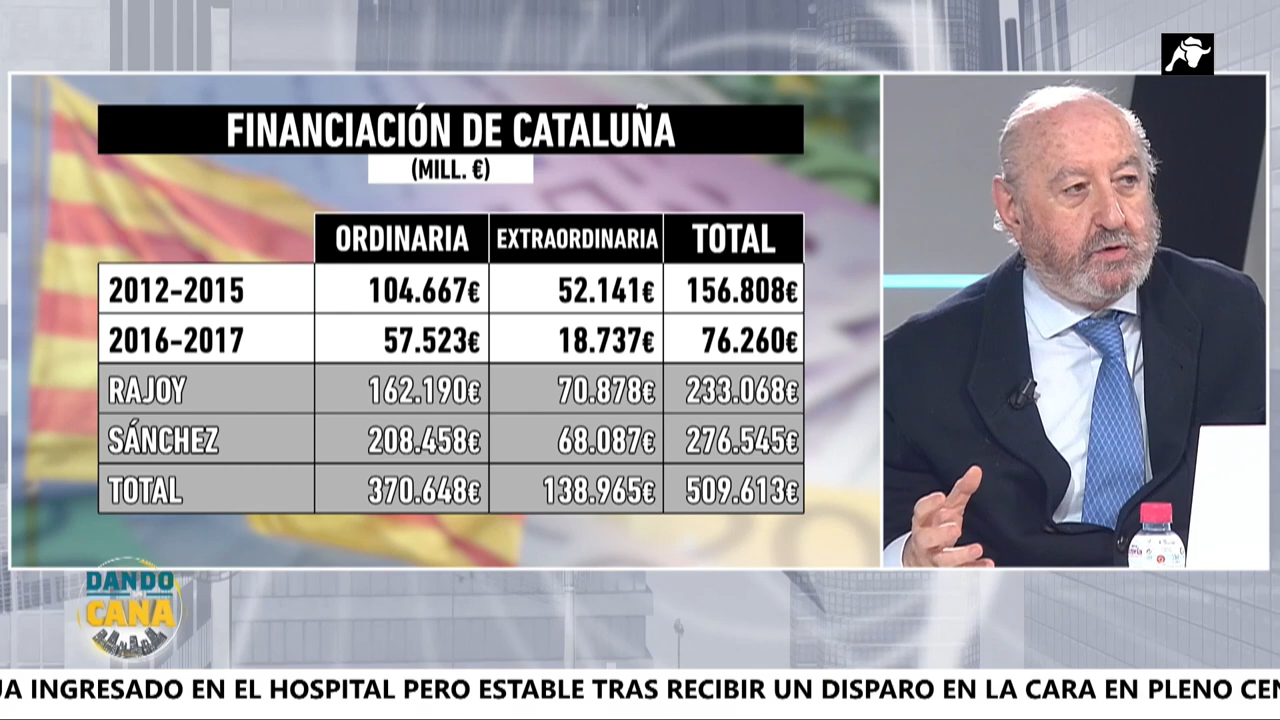 FINANCIACIÓN DE CATALUÑA
(MILL. €)
ORDINARIA EXTRAORDINARIA TOTAL
2012-2015 104.667€ 52.141€ 156.808€
2016-2017 57.523€ 18.737€ 76.260€
RAJOY 162.190€ 70.878€ 233.068€
SÁNCHEZ 208.458€ 68.087€ 276.545€
TOTAL 370.648€ 138.965€ 509.613€
DANDO
CANA
INGRESADO EN EL HOSPITAL PERO ESTABLE TRAS RECIBIR UN DISPARO EN LA CARA EN PLENO